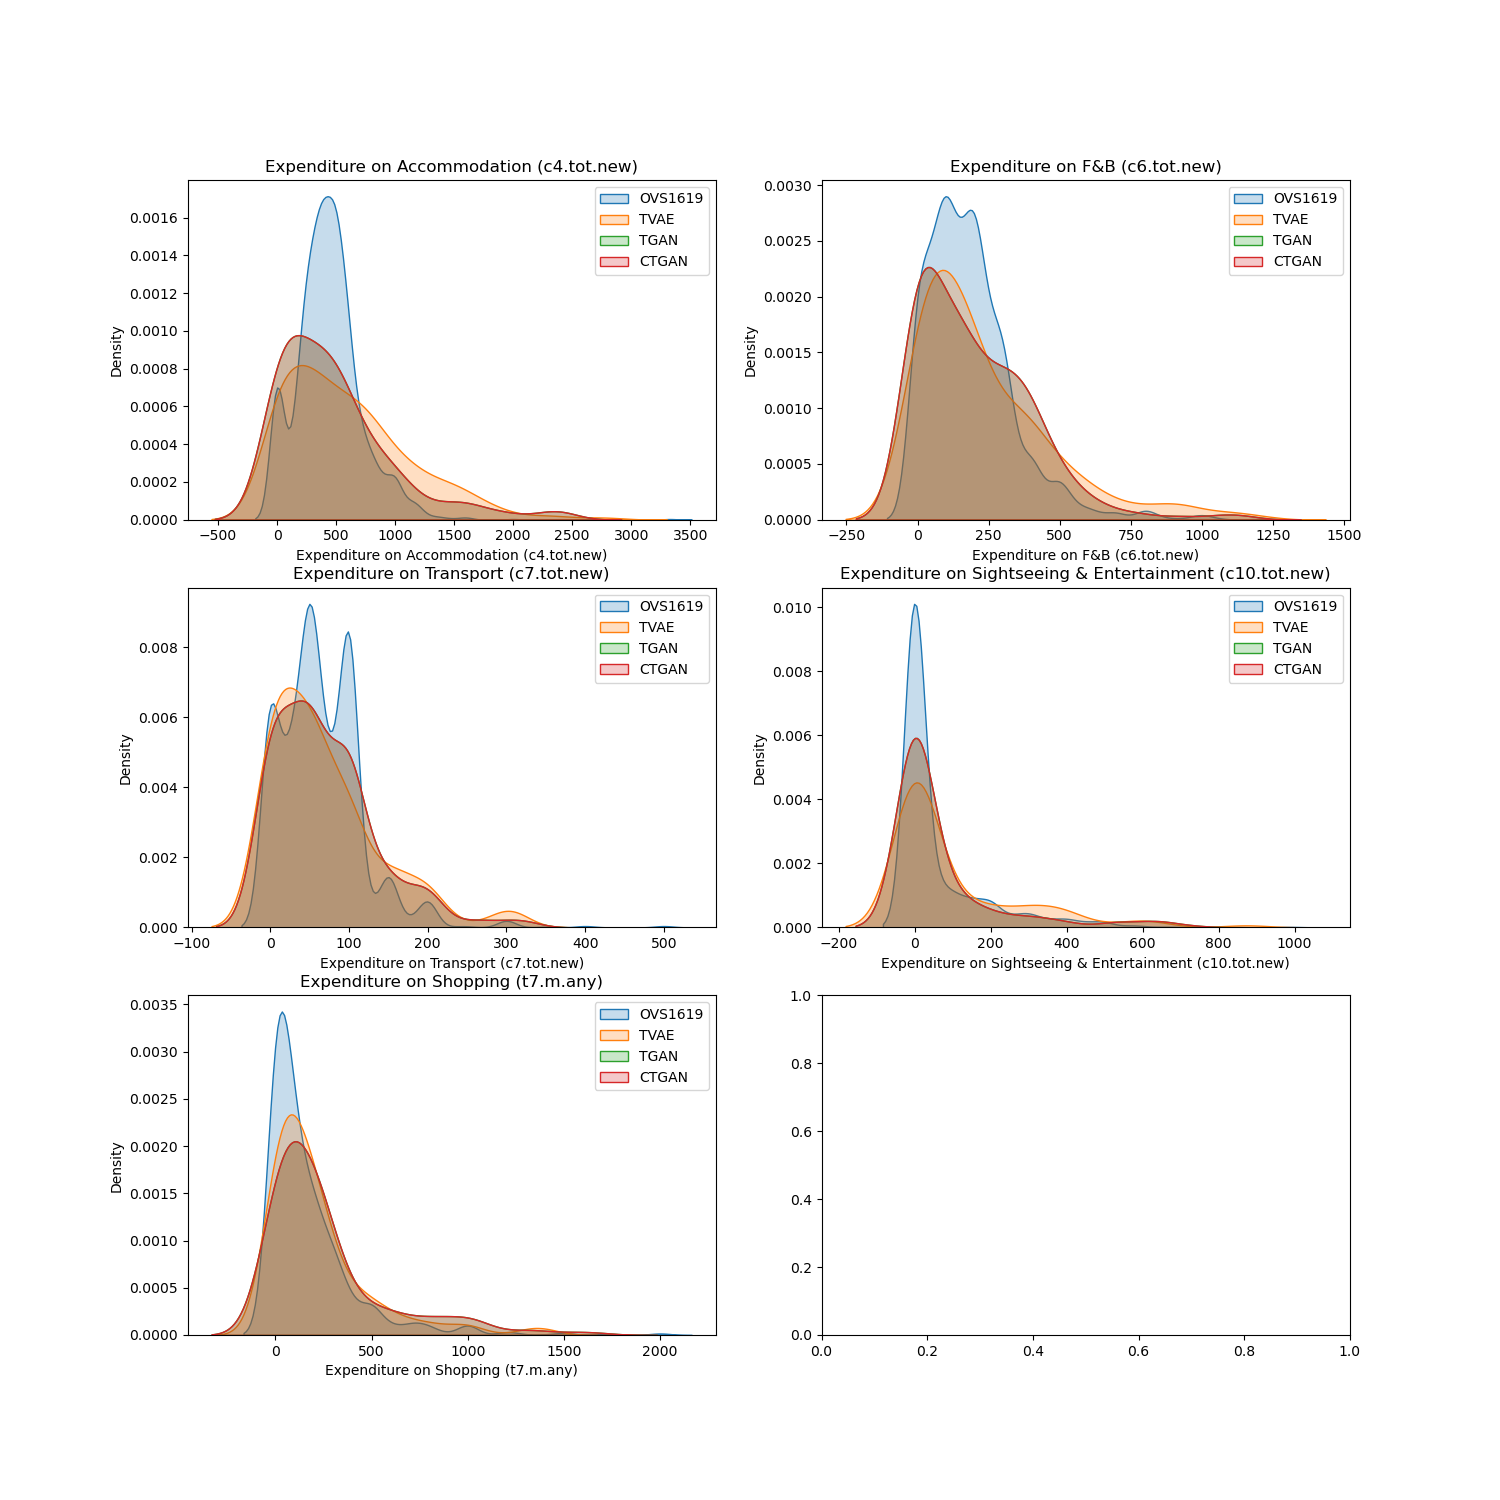 Expenditure on Accommodation (c4.tot.new)
OVS1619
TVAE
TGAN
CTGAN
0.0016
0.0014
0.0012
0.0010
0.0008
0.0006
0.0004
0.0002
0.0000
Density
−500 0 500 1000 1500 2000 2500 3000 3500
Expenditure on Accommodation (c4.tot.new)
Expenditure on F&B (c6.tot.new)
OVS1619
TVAE
TGAN
CTGAN
0.0030
0.0025
0.0020
0.0015
0.0010
0.0005
0.0000
Density
−250 0 250 500 750 1000 1250 1500
Expenditure on F&B (c6.tot.new)
Expenditure on Transport (c7.tot.new)
OVS1619
TVAE
TGAN
CTGAN
0.008
0.006
0.004
0.002
0.000
Density
−100 0 100 200 300 400 500
Expenditure on Transport (c7.tot.new)
Expenditure on Sightseeing & Entertainment (c10.tot.new)
OVS1619
TVAE
TGAN
CTGAN
0.010
0.008
0.006
0.004
0.002
0.000
Density
−200 0 200 400 600 800 1000
Expenditure on Sightseeing & Entertainment (c10.tot.new)
Expenditure on Shopping (t7.m.any)
OVS1619
TVAE
TGAN
CTGAN
0.0035
0.0030
0.0025
0.0020
0.0015
0.0010
0.0005
0.0000
Density
0 500 1000 1500 2000
Expenditure on Shopping (t7.m.any)
1.0
0.8
0.6
0.4
0.2
0.0
0.0 0.2 0.4 0.6 0.8 1.0